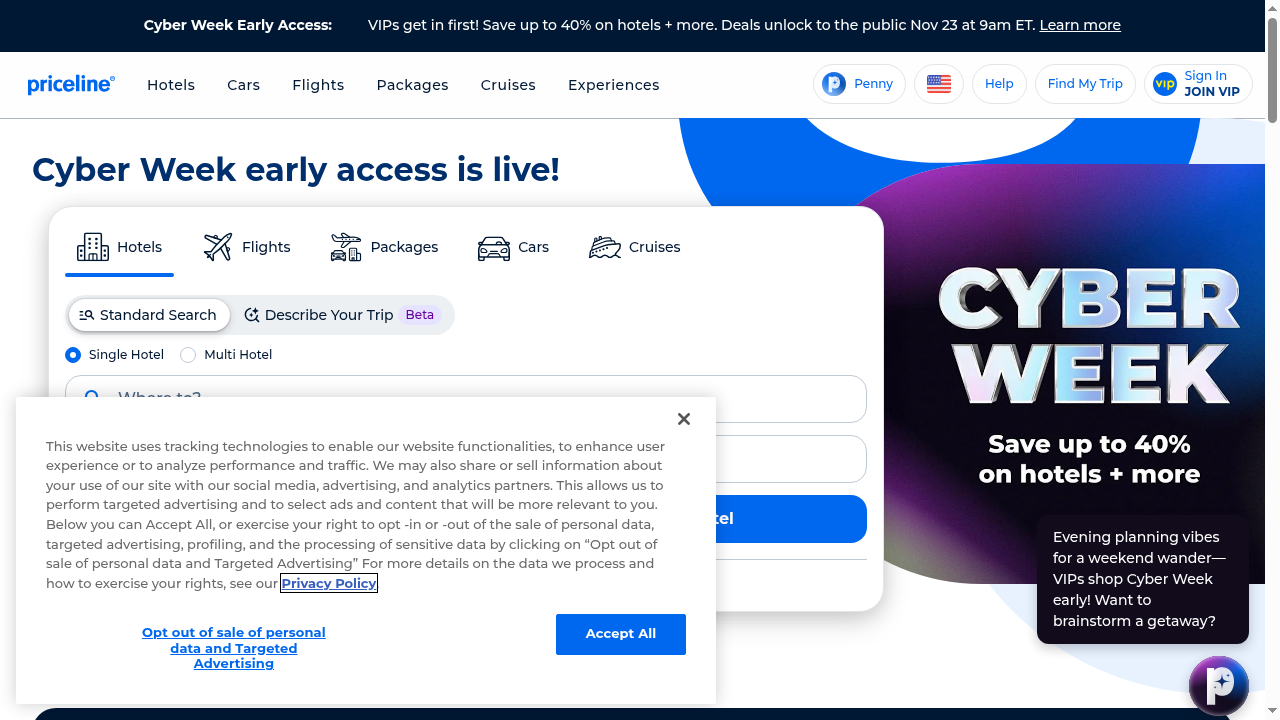 Cyber Week Early Access: VIPs get in first! Save up to 40% on hotels + more. Deals unlock to the public Nov 23 at 9am ET. Learn more
priceline® Hotels Cars Flights Packages Cruises Experiences Penny Help Find My Trip VIP Sign In
JOIN VIP
Cyber Week early access is live!
Hotels Flights Packages Cars Cruises
Standard Search Describe Your Trip Beta
Single Hotel Multi Hotel
Where to?
This website uses tracking technologies to enable our website functionalities, to enhance user
experience or to analyze performance and traffic. We may also share or sell information about
your use of our site with our social media, advertising, and analytics partners. This allows us to
perform targeted advertising and to select ads and content that will be more relevant to you.
Below you can Accept All, or exercise your right to opt -in or -out of the sale of personal data,
targeted advertising, profiling, and the processing of sensitive data by clicking on “Opt out of
sale of personal data and Targeted Advertising” For more details on the data we process and
how to exercise your rights, see our Privacy Policy
Opt out of sale of personal
data and Targeted
Advertising
Accept All
CYBER
WEEK
Save up to 40%
on hotels + more
Evening planning vibes
for a weekend wander—
VIPs shop Cyber Week
early! Want to
brainstorm a getaway?